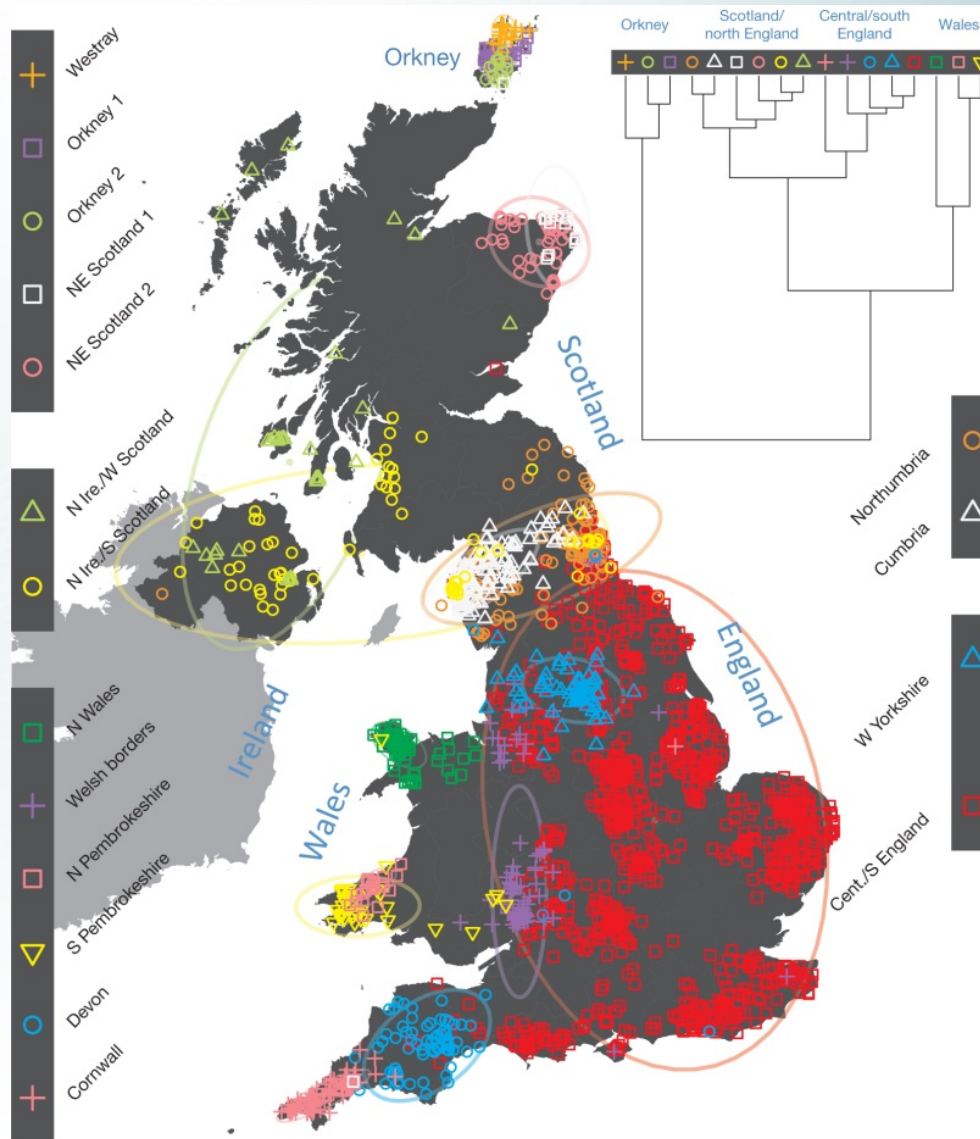 Westray
Orkney 1
Orkney 2
NE Scotland 1
NE Scotland 2
N Ire./W Scotland
N Ire./S Scotland
N Wales
Welsh borders
N Pembrokeshire
S Pembrokeshire
Devon
Cornwall
Orkney
Scotland
England
Ireland
Wales
Orkney
Scotland/
north England
Central/south
England
Wales
Northumbria
Cumbria
W Yorkshire
Cent./S England